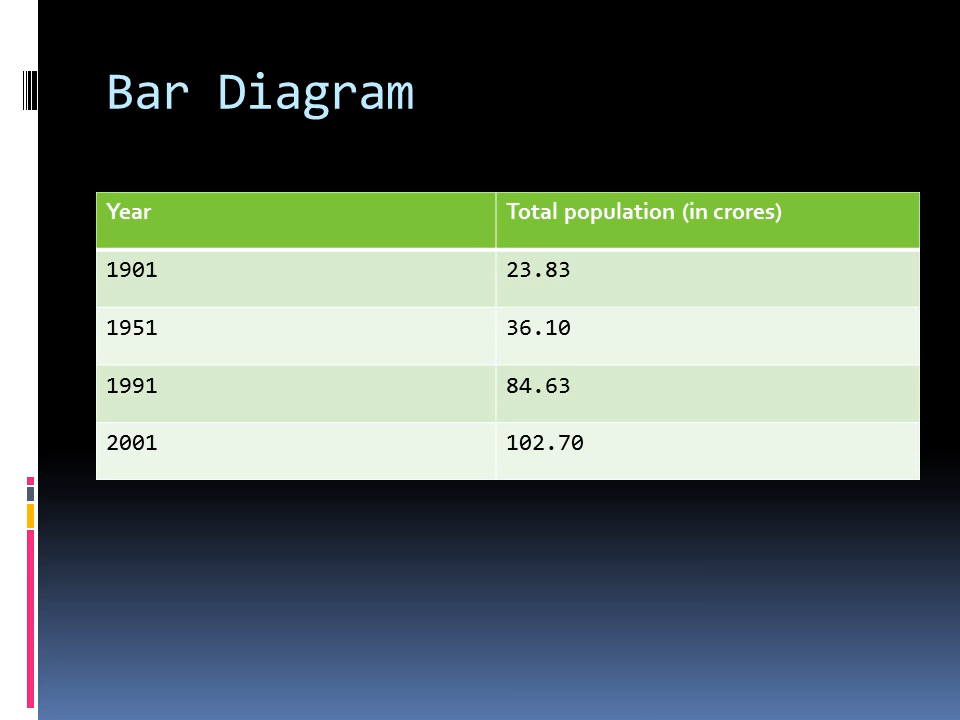 Bar Diagram
Year Total population (in crores)
1901 23.83
1951 36.10
1991 84.63
2001 102.70